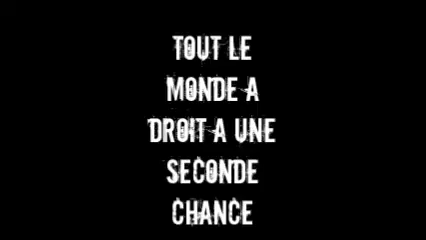 TOUT LE
MONDE A
DROIT A UNE
SECONDE
CHANCE